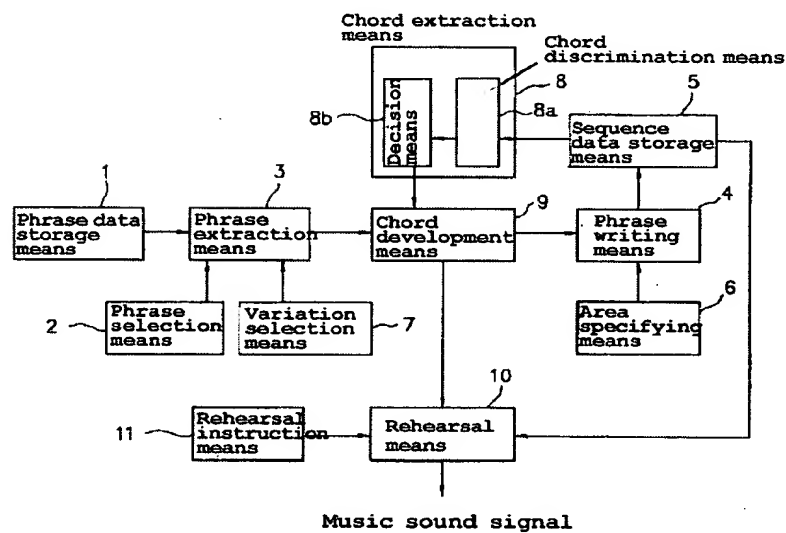 Chord extraction
means
Chord
discrimination means
8
5
8b
Decision
means
8a
Sequence
data storage
means
1
3
9
4
Phrase data
storage
means
Phrase
extraction
means
Chord
development
means
Phrase
writing
means
2
Phrase
selection
means
Variation
selection
means
7
Area
specifying
means
6
10
11
Rehearsal
instruction
means
Rehearsal
means
Music sound signal